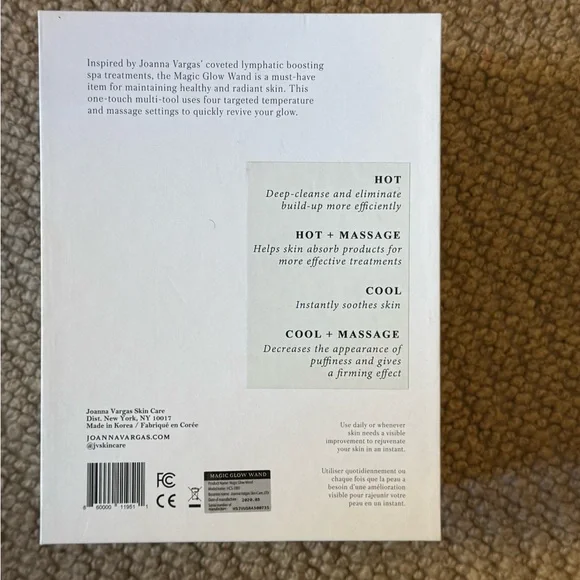 Inspired by Joanna Vargas' coveted lymphatic boosting
spa treatments, the Magic Glow Wand is a must-have
item for maintaining healthy and radiant skin. This
one-touch multi-tool uses four targeted temperature
and massage settings to quickly revive your glow.
HOT
Deep-cleanse and eliminate
build-up more efficiently
HOT + MASSAGE
Helps skin absorb products for
more effective treatments
COOL
Instantly soothes skin
COOL + MASSAGE
Decreases the appearance of
puffiness and gives
a firming effect
Joanna Vargas Skin Care
Dist. New York, NY 10017
Made in Korea / Fabriqué en Corée
JOANNAVARGAS.COM
@jvskincare
Use daily or whenever
skin needs a visible
improvement to rejuvenate
your skin in an instant.
Utiliser quotidiennement ou
chaque fois que la peau a
besoin d'une amélioration
visible pour rajeunir votre
peau en un instant.
FC
CE
MAGIC GLOW WAND
8 60000 11951 1